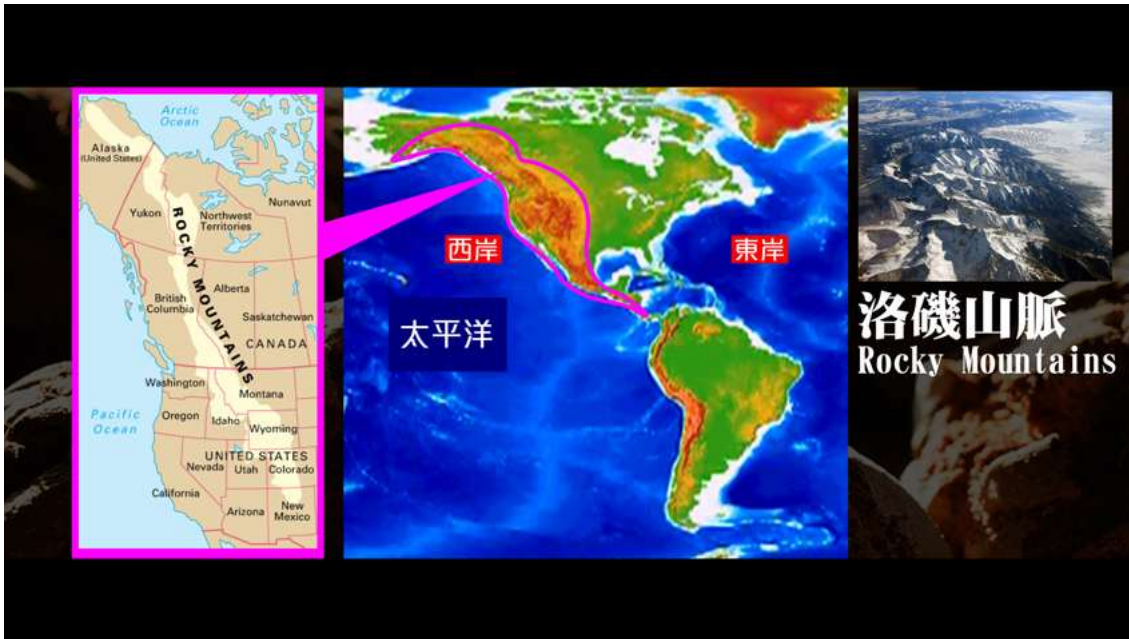 Arctic
Ocean
Alaska
(United States)
Yukon
Northwest
Territories
Nunavut
ROCKY MOUNTAINS
British
Columbia
Alberta
Saskatchewan
CANADA
Washington
Montana
Pacific
Ocean
Oregon
Idaho
Wyoming
UNITED STATES
Nevada
Utah
Colorado
California
Arizona
New
Mexico
西岸
東岸
太平洋
洛磯山脈
Rocky Mountains